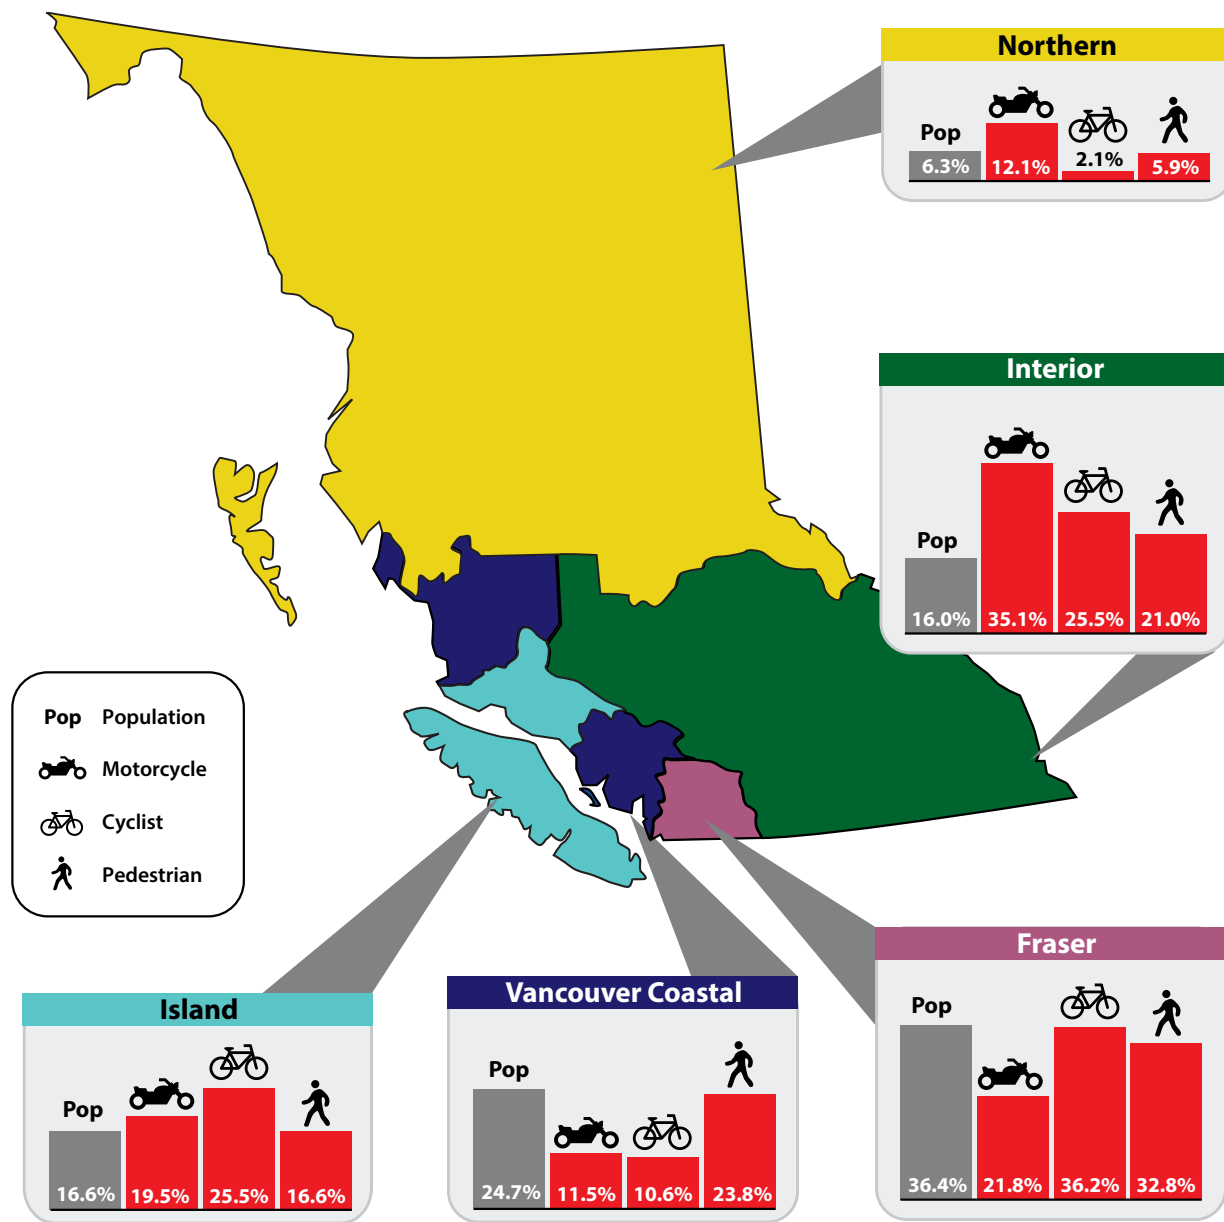 Northern
Pop
6.3%
12.1%
2.1%
5.9%
Interior
Pop
16.0%
35.1%
25.5%
21.0%
Pop Population
Motorcycle
Cyclist
Pedestrian
Island
Pop
16.6%
19.5%
25.5%
16.6%
Vancouver Coastal
Pop
24.7%
11.5%
10.6%
23.8%
Fraser
Pop
36.4%
21.8%
36.2%
32.8%